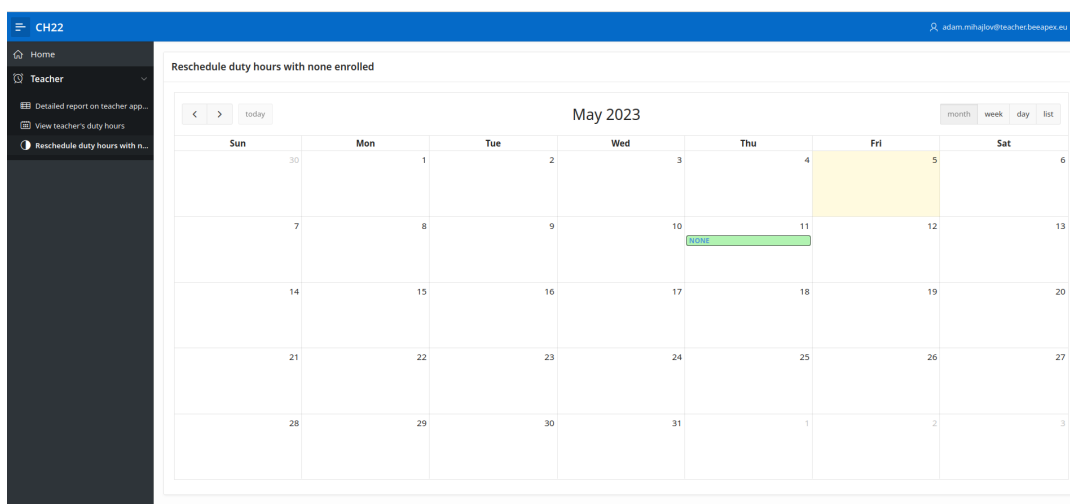 CH22
adam.mihajlov@teacher.beeapex.eu
Home
Teacher
Detailed report on teacher app...
View teacher's duty hours
Reschedule duty hours with n...
Reschedule duty hours with none enrolled
today
May 2023
month week day list
Sun Mon Tue Wed Thu Fri Sat
30 1 2 3 4 5 6
7 8 9 10 11 12 13
NONE
14 15 16 17 18 19 20
21 22 23 24 25 26 27
28 29 30 31 1 2 3